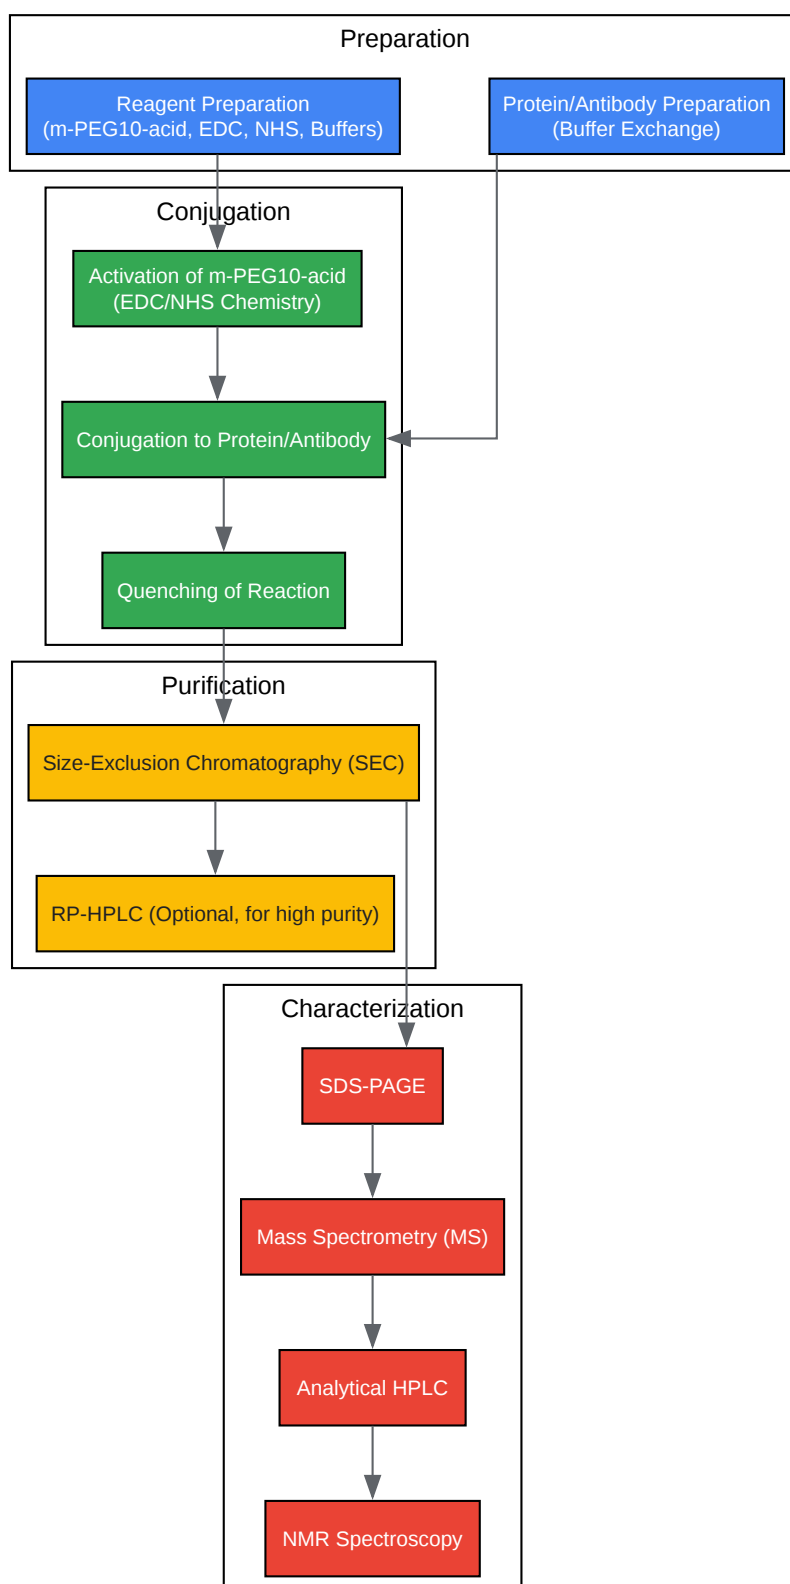 Preparation
Reagent Preparation
(m-PEG10-acid, EDC, NHS, Buffers)
Protein/Antibody Preparation
(Buffer Exchange)
Conjugation
Activation of m-PEG10-acid
(EDC/NHS Chemistry)
Conjugation to Protein/Antibody
Quenching of Reaction
Purification
Size-Exclusion Chromatography (SEC)
RP-HPLC (Optional, for high purity)
Characterization
SDS-PAGE
Mass Spectrometry (MS)
Analytical HPLC
NMR Spectroscopy